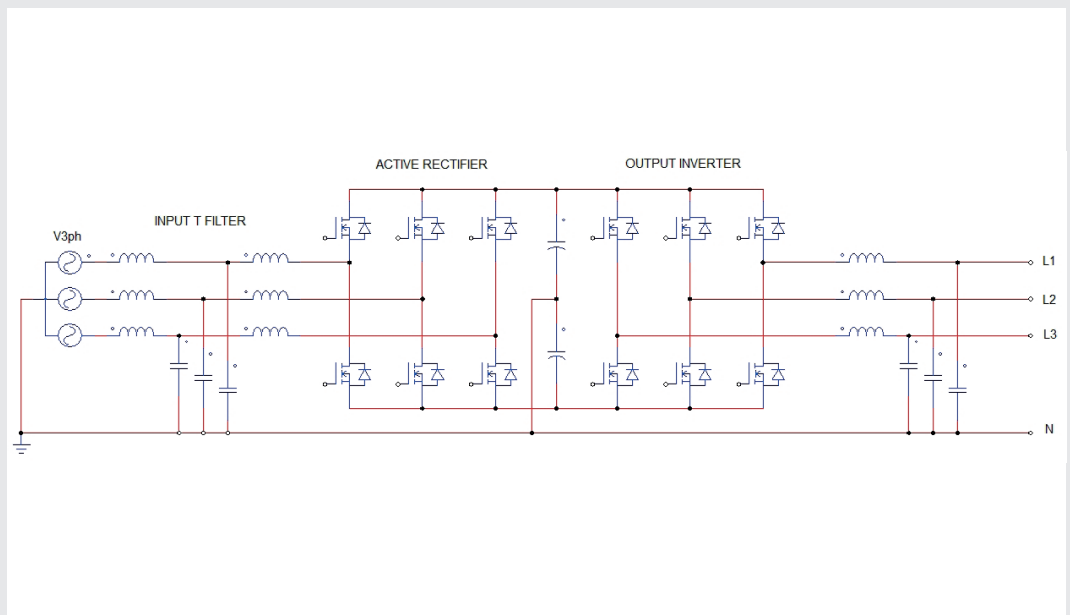 ACTIVE RECTIFIER
OUTPUT INVERTER
INPUT T FILTER
V3ph
L1
L2
L3
N